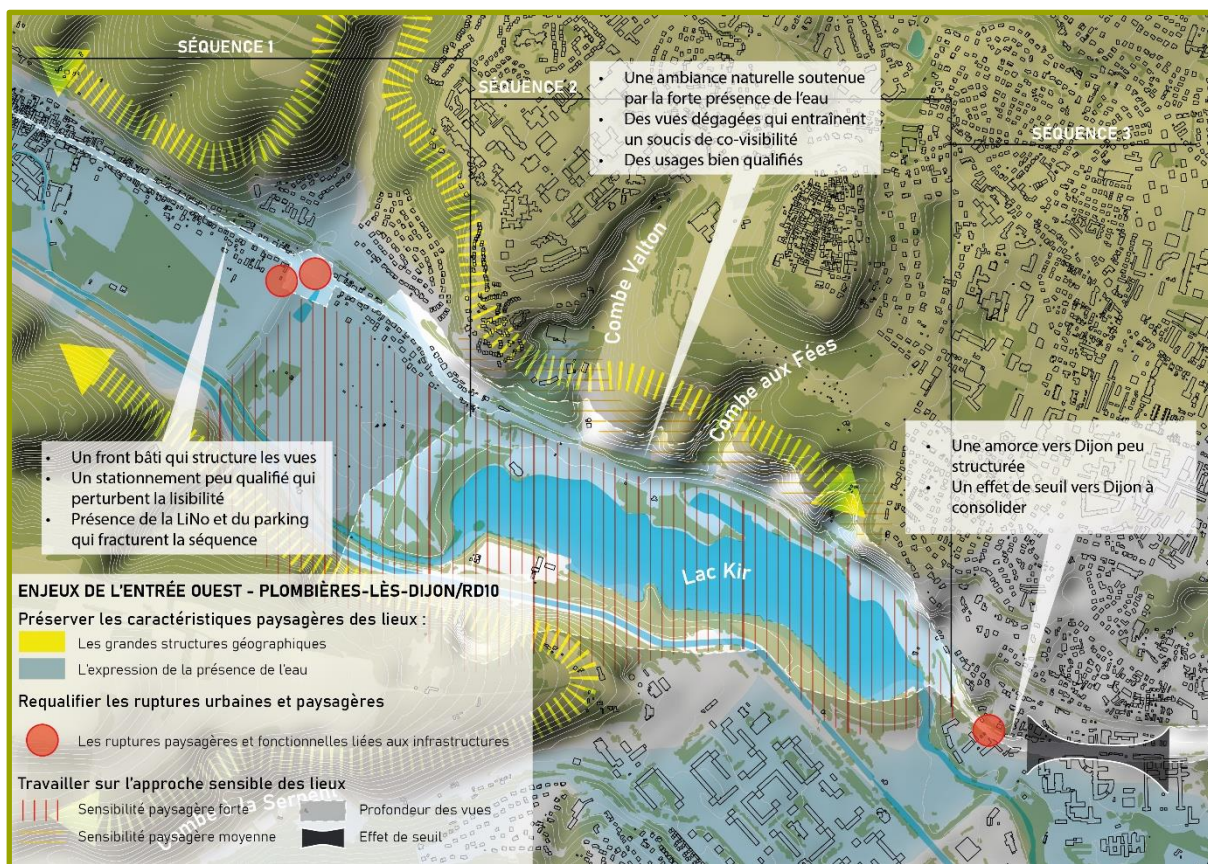 SÉQUENCE 1
SÉQUENCE 2
SÉQUENCE 3
• Une ambiance naturelle soutenue
par la forte présence de l'eau
• Des vues dégagées qui entraînent
un soucis de co-visibilité
• Des usages bien qualifiés
Combe Valton
Combe aux Fées
• Un front bâti qui structure les vues
• Un stationnement peu qualifié qui
perturbent la lisibilité
• Présence de la LiNo et du parking
qui fracturent la séquence
• Une amorce vers Dijon peu
structurée
• Un effet de seuil vers Dijon à
consolider
Lac Kir
ENJEUX DE L'ENTRÉE OUEST - PLOMBIÈRES-LÈS-DIJON/RD10
Préserver les caractéristiques paysagères des lieux :
Les grandes structures géographiques
L'expression de la présence de l'eau
Requalifier les ruptures urbaines et paysagères
Les ruptures paysagères et fonctionnelles liées aux infrastructures
Travailler sur l'approche sensible des lieux
Sensibilité paysagère forte
Profondeur des vues
Sensibilité paysagère moyenne
Effet de seuil
Combe à la